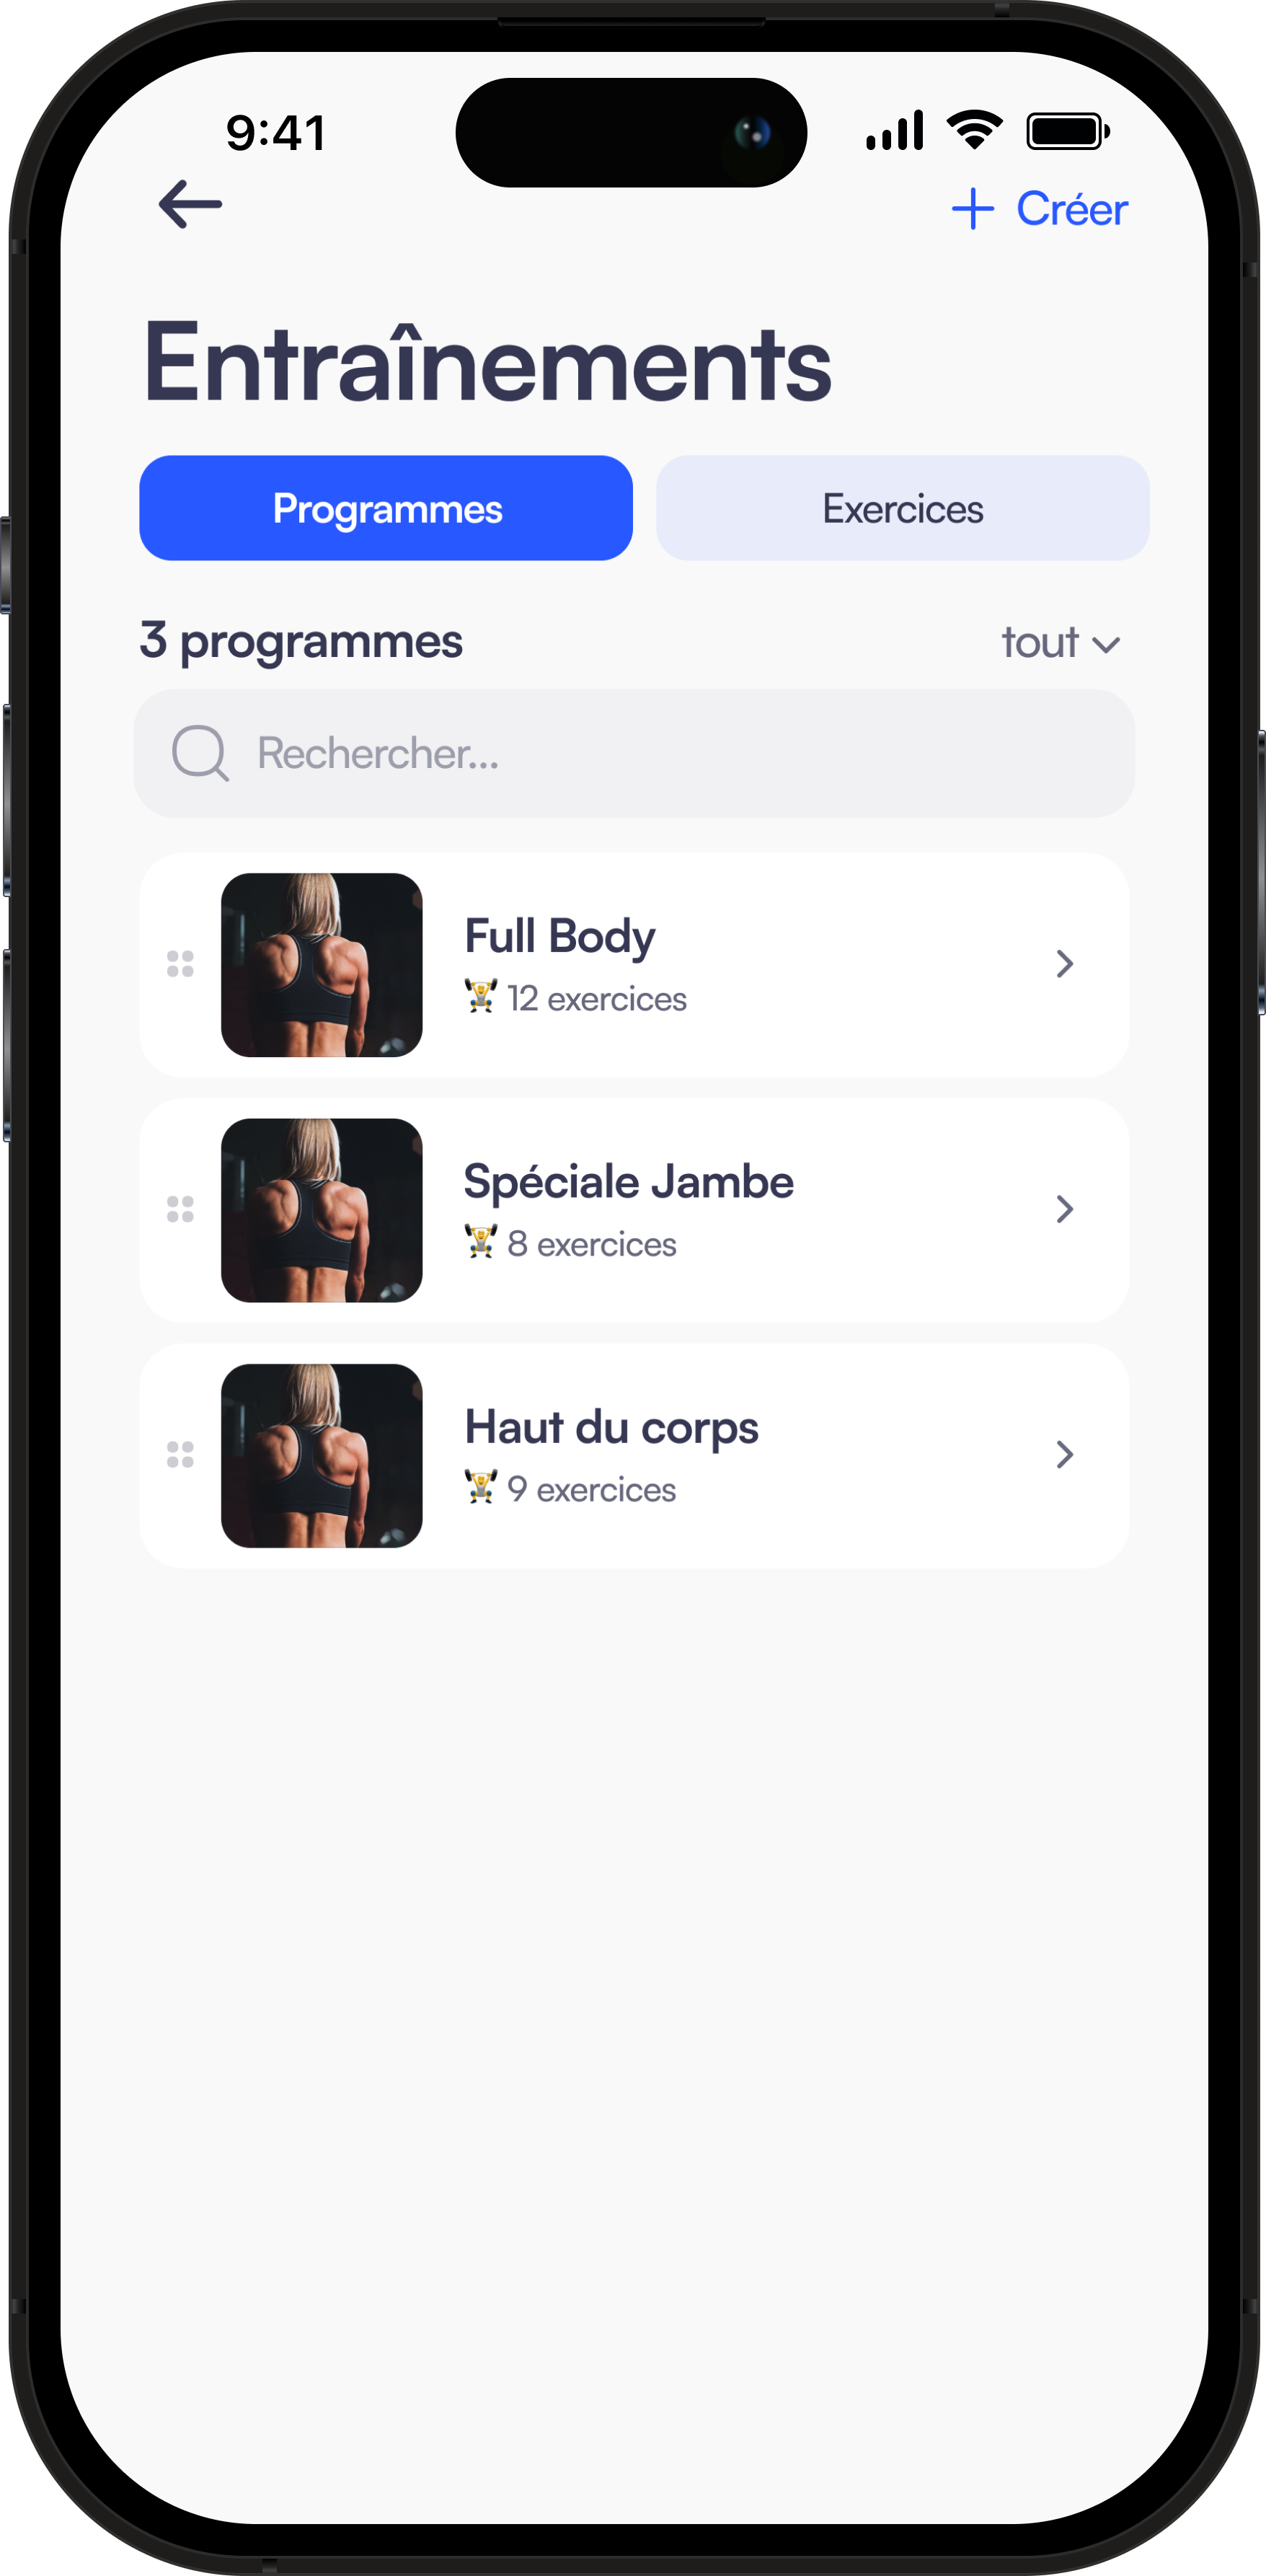 9:41
+ Créer
Entraînements
Programmes
Exercices
3 programmes
tout
Rechercher...
Full Body
12 exercices
Spéciale Jambe
8 exercices
Haut du corps
9 exercices